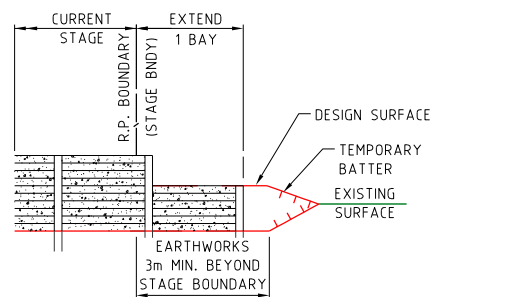 CURRENT
STAGE
EXTEND
1 BAY
R.P. BOUNDARY
(STAGE BNDY)
DESIGN SURFACE
TEMPORARY
BATTER
EXISTING
SURFACE
EARTHWORKS
3m MIN. BEYOND
STAGE BOUNDARY